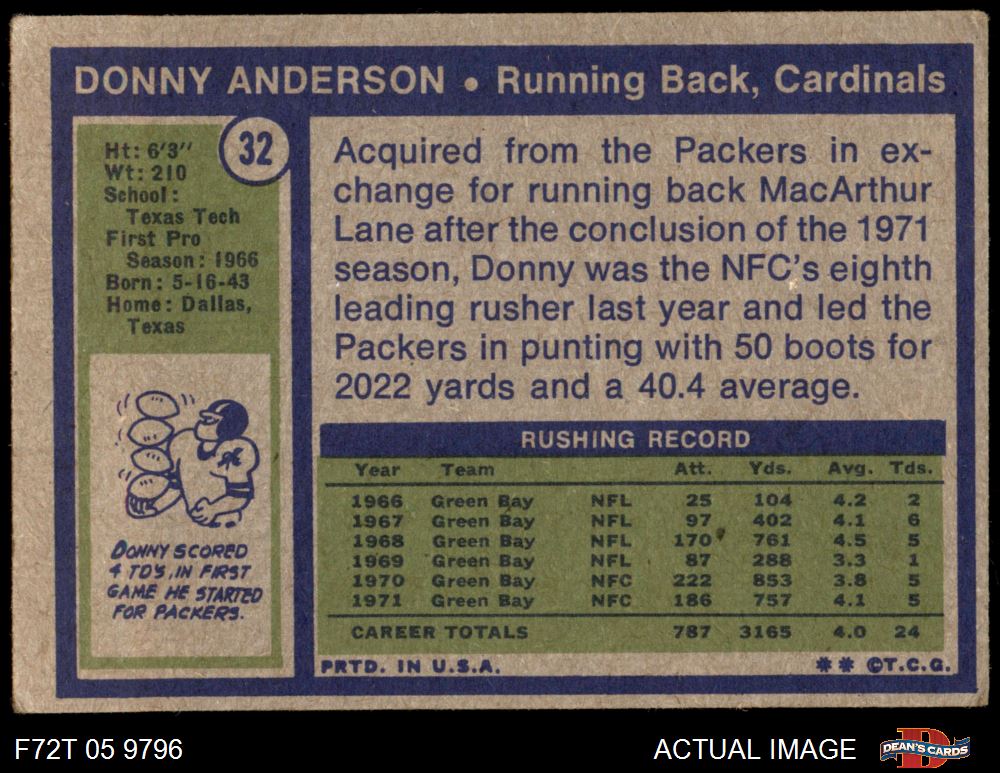 DONNY ANDERSON • Running Back, Cardinals
32
Ht: 6'3''
Wt: 210
School:
Texas Tech
First Pro
Season: 1966
Born: 5-16-43
Home: Dallas,
Texas
DONNY SCORED
4 TD'S, IN FIRST
GAME HE STARTED
FOR PACKERS.
Acquired from the Packers in ex-
change for running back MacArthur
Lane after the conclusion of the 1971
season, Donny was the NFC's eighth
leading rusher last year and led the
Packers in punting with 50 boots for
2022 yards and a 40.4 average.
RUSHING RECORD
Year Team Att. Yds. Avg. Tds.
1966 Green Bay NFL 25 104 4.2 2
1967 Green Bay NFL 97 402 4.1 6
1968 Green Bay NFL 170 761 4.5 5
1969 Green Bay NFL 87 288 3.3 1
1970 Green Bay NFC 222 853 3.8 5
1971 Green Bay NFC 186 757 4.1 5
CAREER TOTALS 787 3165 4.0 24
PRTD. IN U.S.A. ** ©T.C.G.
F72T 05 9796 ACTUAL IMAGE DEAN'S CARDS